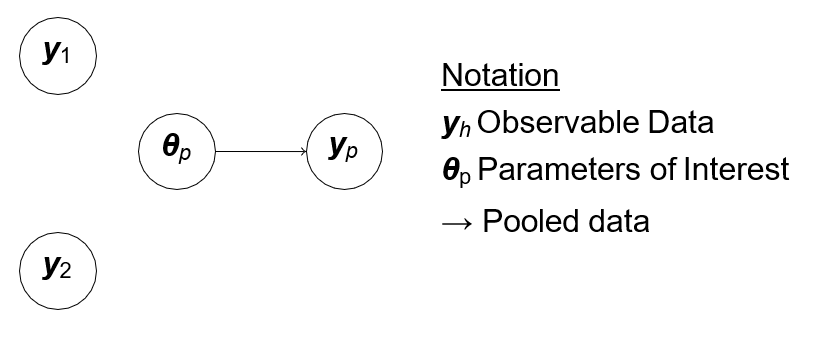 y1
θp
yp
y2
Notation
yh Observable Data
θp Parameters of Interest
→ Pooled data